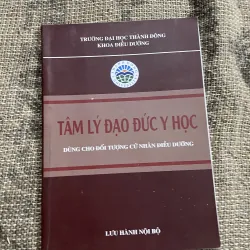 TRƯỜNG ĐẠI HỌC THÀNH ĐÔNG
KHOA ĐIỀU DƯỠNG
TÂM LÝ ĐẠO ĐỨC Y HỌC
DÙNG CHO ĐỐI TƯỢNG CỬ NHÂN ĐIỀU DƯỠNG
LƯU HÀNH NỘI BỘ